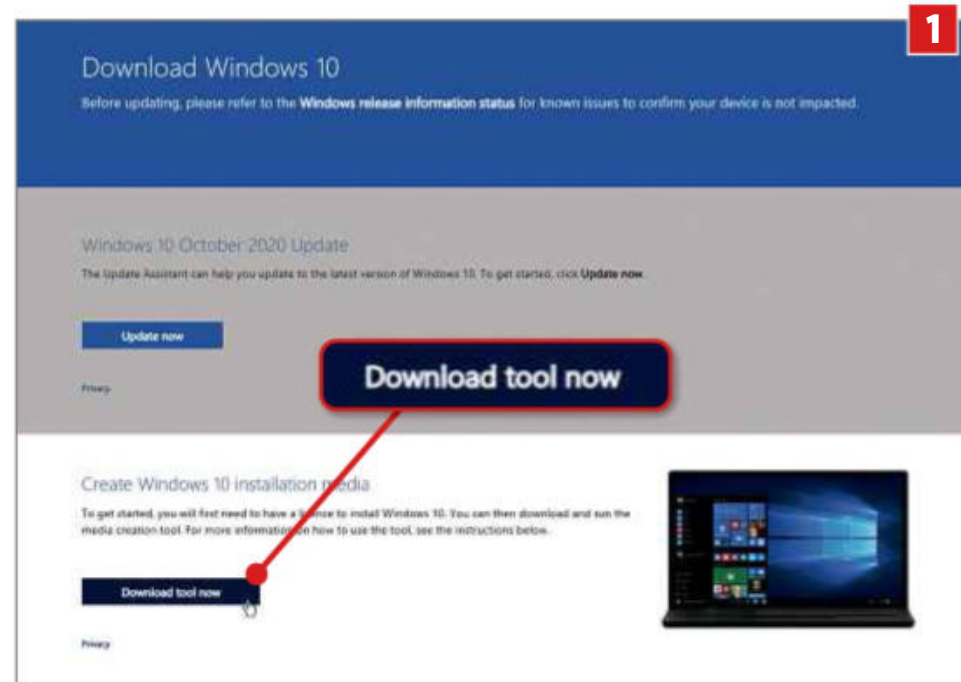 1
Download Windows 10
Before updating, please refer to the Windows release information status for known issues to confirm your device is not impacted.
Windows 10 October 2020 Update
The Update Assistant can help you update to the latest version of Windows 10. To get started, click Update now.
Update now
Privacy
Download tool now
Create Windows 10 installation media
To get started, you will first need to have a licence to install Windows 10. You can then download and run the
media creation tool. For more information on how to use the tool, see the instructions below.
Download tool now
Privacy